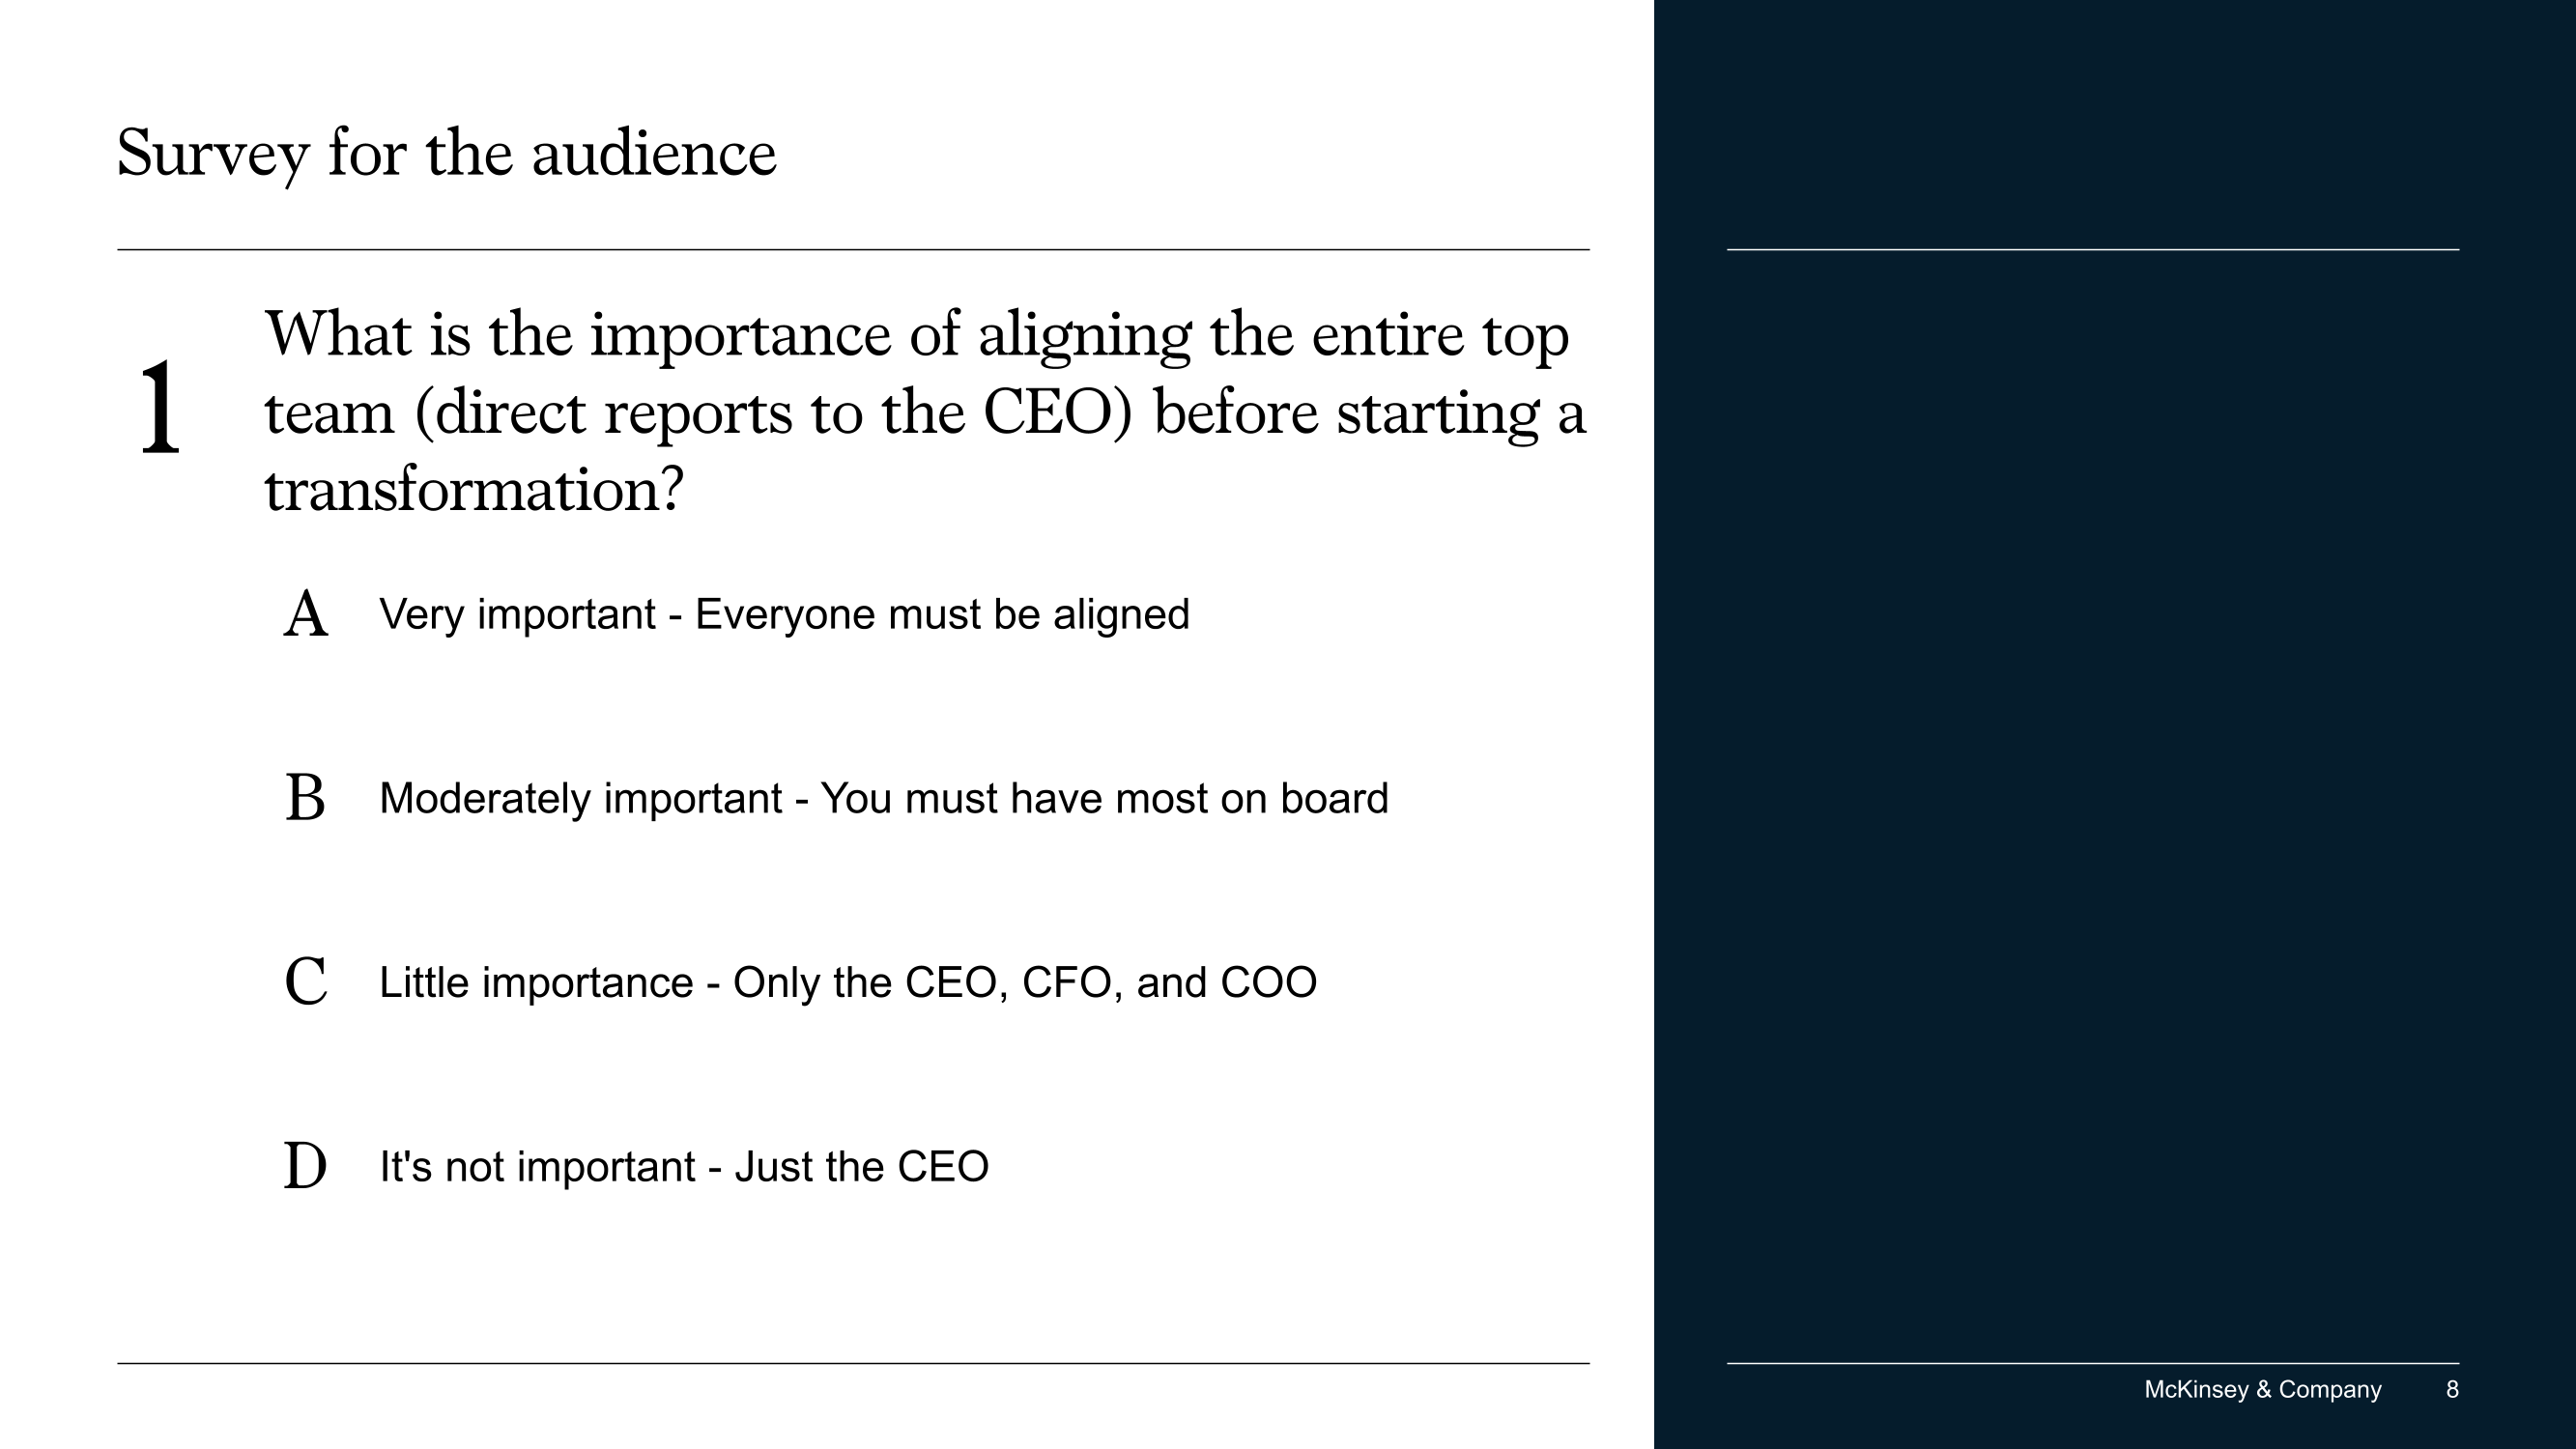 Survey for the audience
1
What is the importance of aligning the entire top
team (direct reports to the CEO) before starting a
transformation?
A Very important - Everyone must be aligned
B Moderately important - You must have most on board
C Little importance - Only the CEO, CFO, and COO
D It's not important - Just the CEO
McKinsey & Company 8